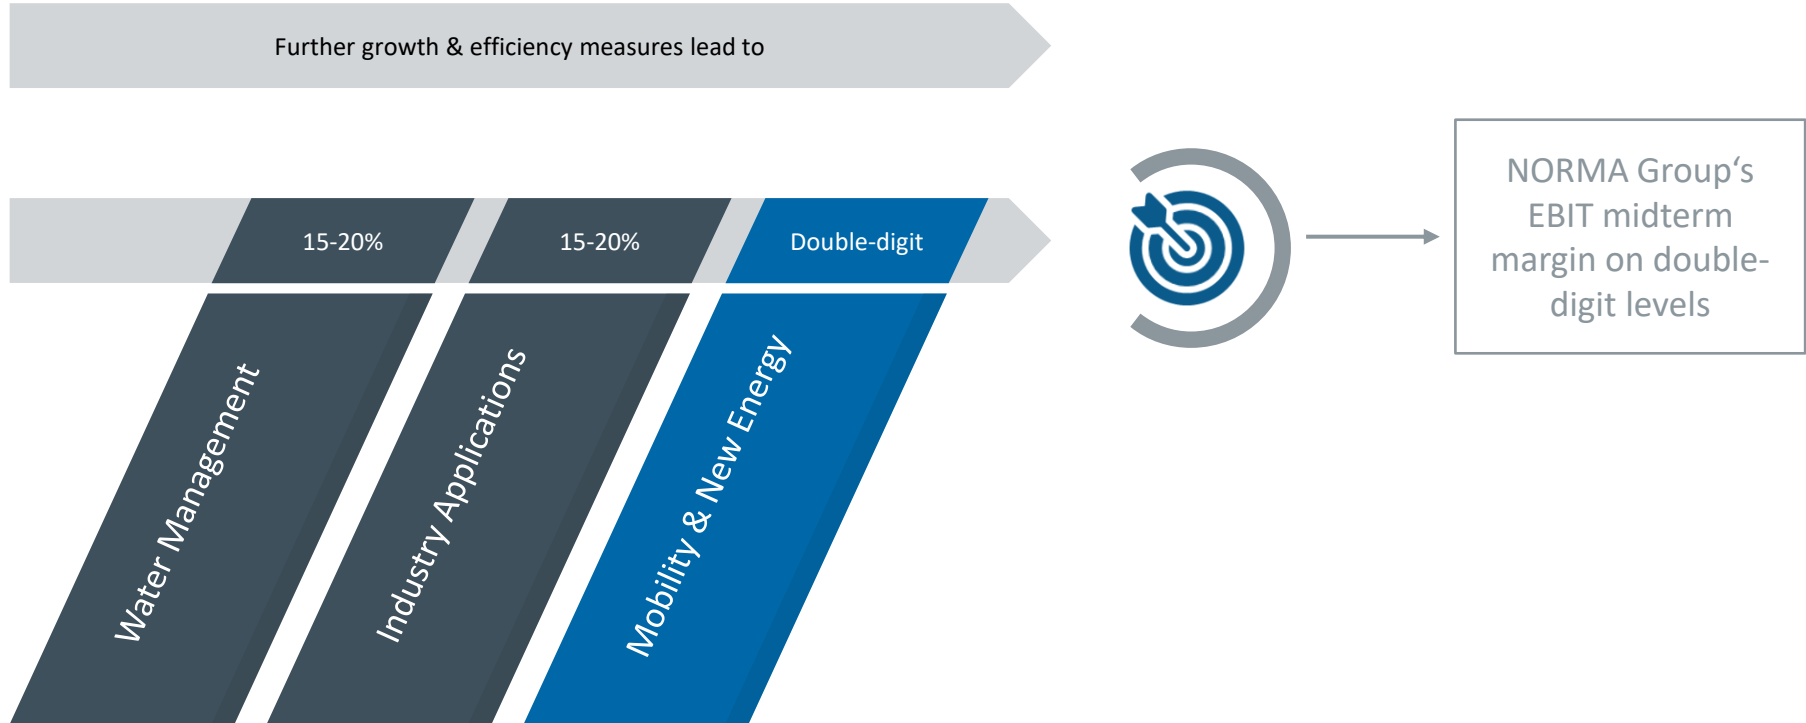 Further growth & efficiency measures lead to
15-20%
15-20%
Double-digit
Water Management
Industry Applications
Mobility & New Energy
NORMA Group‘s
EBIT midterm
margin on double-
digit levels